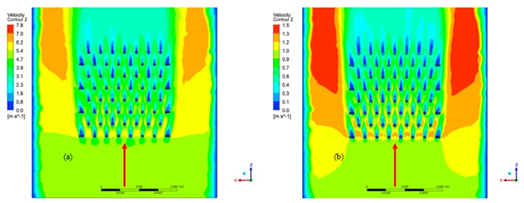 Velocity
Contour 2
7.8
7.0
6.2
5.4
4.7
3.9
3.1
2.3
1.6
0.8
0.0
[m s^-1]
(a)
Velocity
Contour 2
1.5
1.3
1.2
1.0
0.9
0.7
0.6
0.4
0.3
0.1
0.0
[m s^-1]
(b)